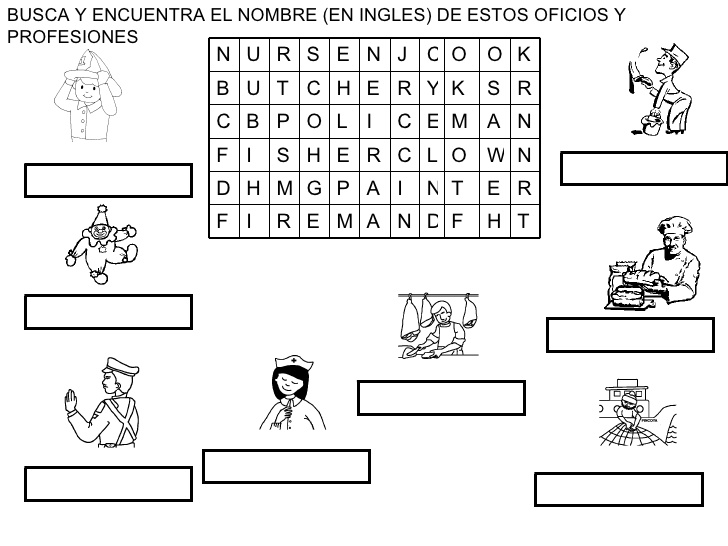 BUSCA Y ENCUENTRA EL NOMBRE (EN INGLES) DE ESTOS OFICIOS Y
PROFESIONES
N U R S E N J C O O K
B U T C H E R Y K S R
C B P O L I C E M A N
F I S H E R C L O W N
D H M G P A I N T E R
F I R E M A N D F H T